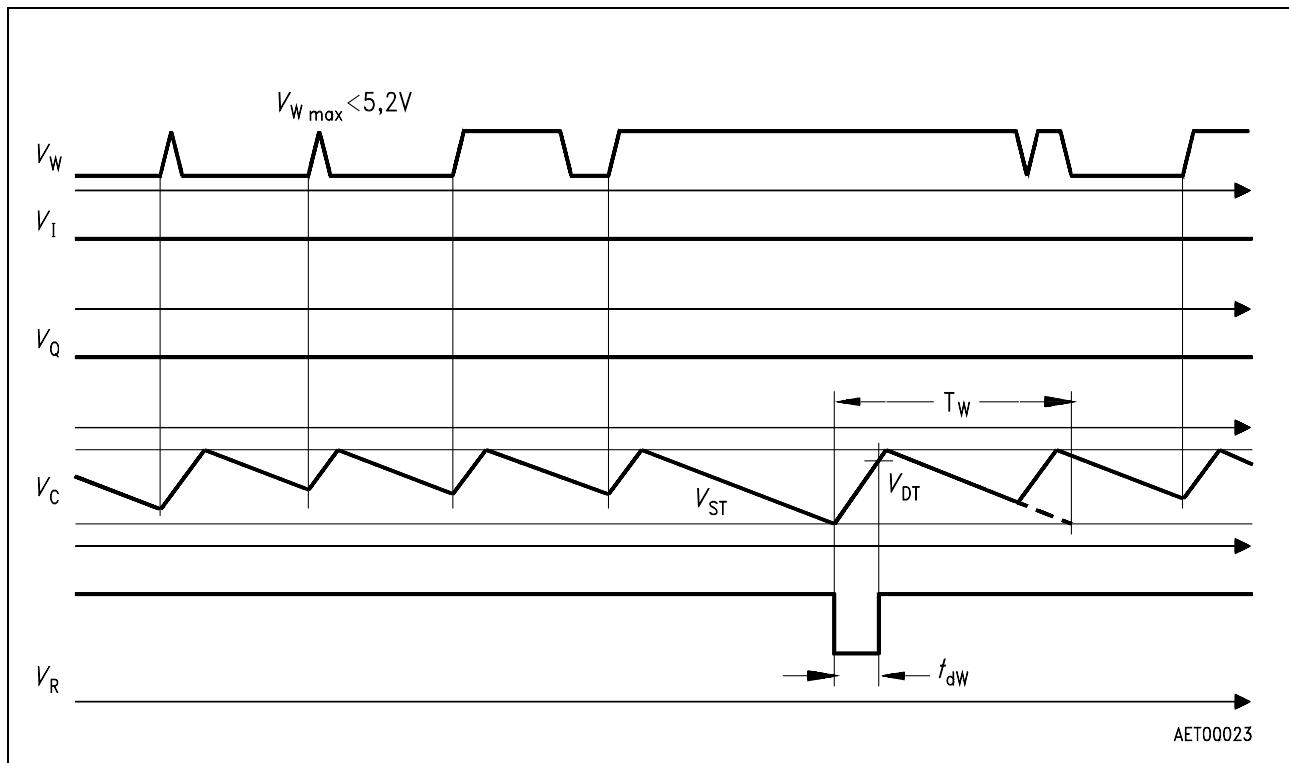 V_W max <5,2V
V_W
V_I
V_Q
T_W
V_C
V_ST
V_DT
V_R
t_dW
AET00023